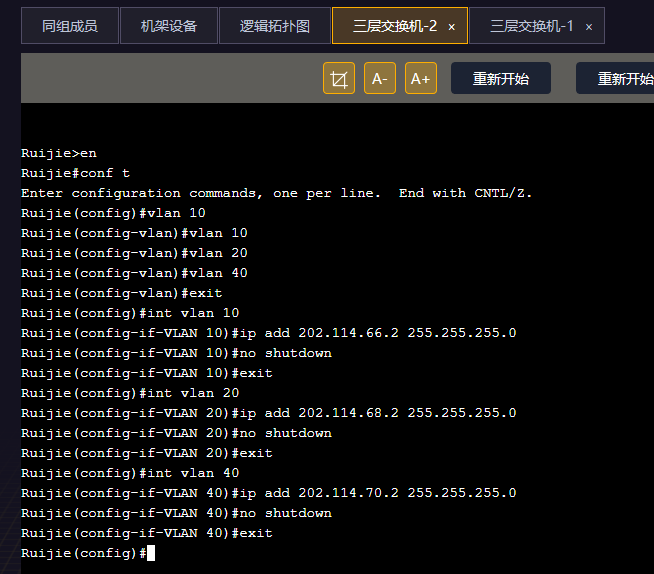 同组成员 机架设备 逻辑拓扑图 三层交换机-2 × 三层交换机-1 ×
A- A+ 重新开始 重新开始
Ruijie>en
Ruijie#conf t
Enter configuration commands, one per line.  End with CNTL/Z.
Ruijie(config)#vlan 10
Ruijie(config-vlan)#vlan 10
Ruijie(config-vlan)#vlan 20
Ruijie(config-vlan)#vlan 40
Ruijie(config-vlan)#exit
Ruijie(config)#int vlan 10
Ruijie(config-if-VLAN 10)#ip add 202.114.66.2 255.255.255.0
Ruijie(config-if-VLAN 10)#no shutdown
Ruijie(config-if-VLAN 10)#exit
Ruijie(config)#int vlan 20
Ruijie(config-if-VLAN 20)#ip add 202.114.68.2 255.255.255.0
Ruijie(config-if-VLAN 20)#no shutdown
Ruijie(config-if-VLAN 20)#exit
Ruijie(config)#int vlan 40
Ruijie(config-if-VLAN 40)#ip add 202.114.70.2 255.255.255.0
Ruijie(config-if-VLAN 40)#no shutdown
Ruijie(config-if-VLAN 40)#exit
Ruijie(config)#